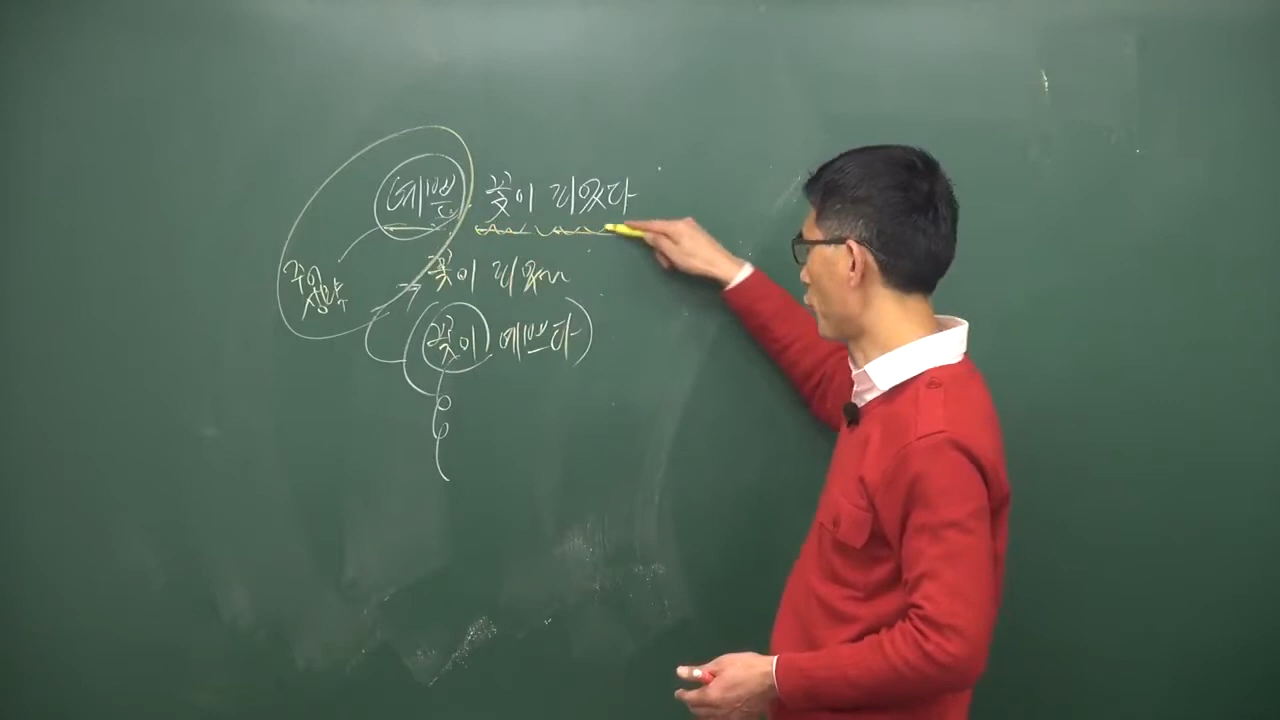 (예쁜 꽃이 피었다
꽃이 피었
주어
생략
(꽃이 예쁘다)